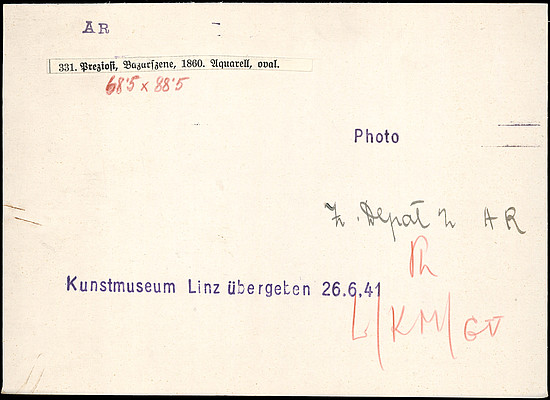 AR
331. Preziosi, Bazarszene, 1860. Aquarell, oval.
68'5 x 88'5
Photo
AR
Ph
Kunstmuseum Linz übergeben 26.6.41
L/KM/GV